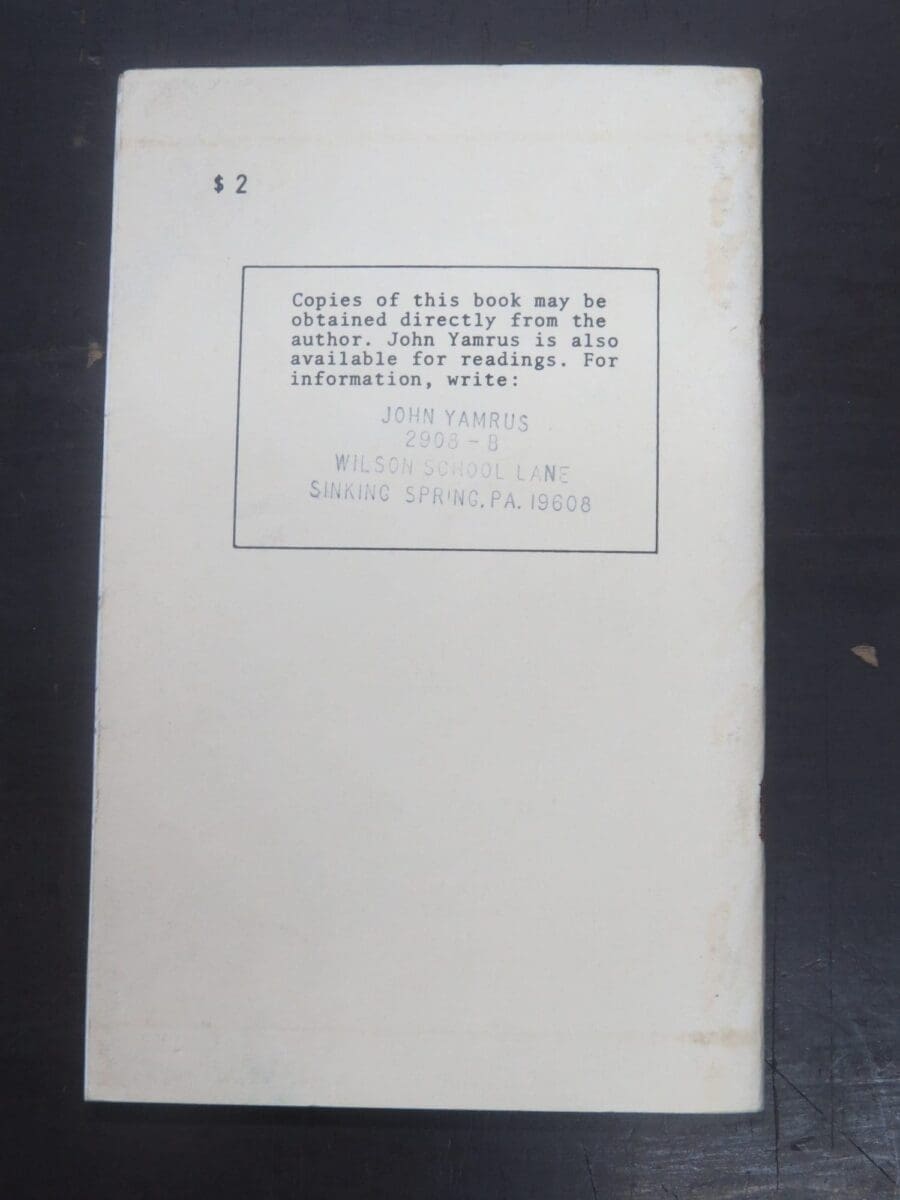 $ 2
Copies of this book may be
obtained directly from the
author. John Yamrus is also
available for readings. For
information, write:
JOHN YAMRUS
2908 - B
WILSON SCHOOL LANE
SINKING SPRING, PA. 19608